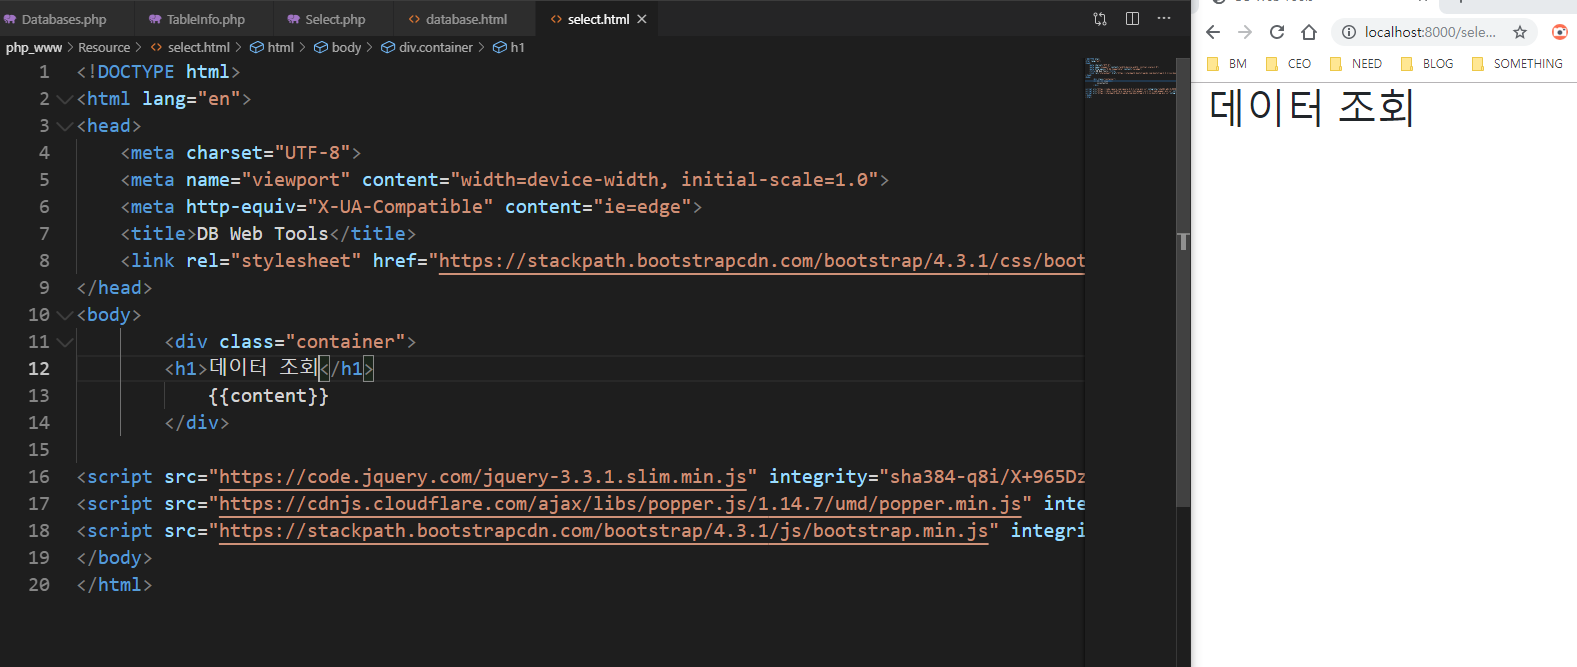 Databases.php TableInfo.php Select.php database.html select.html
php_www > Resource > select.html > html > body > div.container > h1
1 <!DOCTYPE html>
2 <html lang="en">
3 <head>
4 <meta charset="UTF-8">
5 <meta name="viewport" content="width=device-width, initial-scale=1.0">
6 <meta http-equiv="X-UA-Compatible" content="ie=edge">
7 <title>DB Web Tools</title>
8 <link rel="stylesheet" href="https://stackpath.bootstrapcdn.com/bootstrap/4.3.1/css/boot
9 </head>
10 <body>
11 <div class="container">
12 <h1>데이터 조회</h1>
13 {{content}}
14 </div>
15
16 <script src="https://code.jquery.com/jquery-3.3.1.slim.min.js" integrity="sha384-q8i/X+965Dz
17 <script src="https://cdnjs.cloudflare.com/ajax/libs/popper.js/1.14.7/umd/popper.min.js" inte
18 <script src="https://stackpath.bootstrapcdn.com/bootstrap/4.3.1/js/bootstrap.min.js" integri
19 </body>
20 </html>
localhost:8000/sele...
BM CEO NEED BLOG SOMETHING
데이터 조회